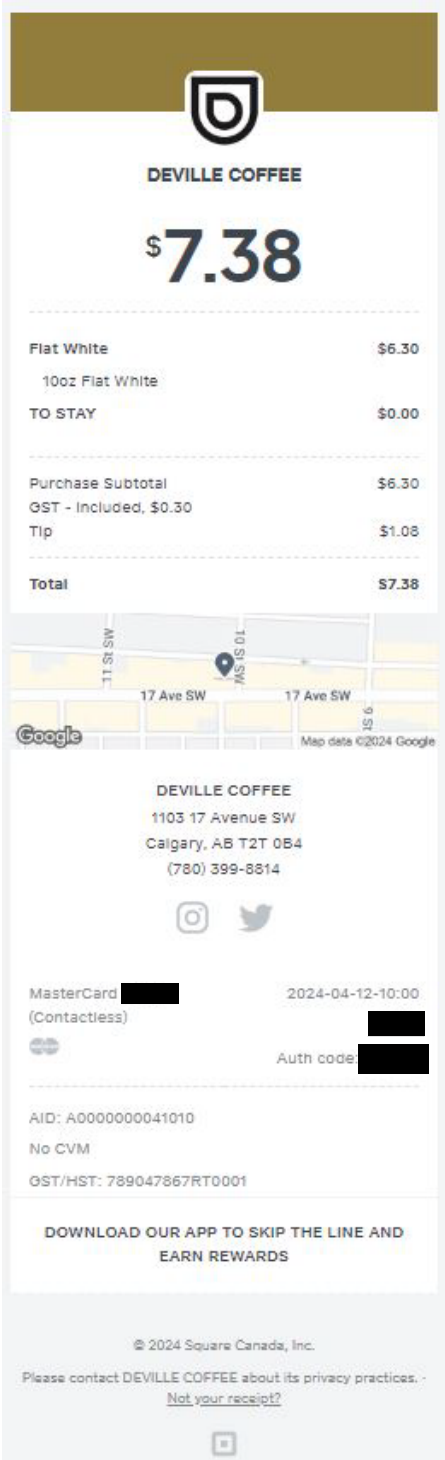 DEVILLE COFFEE
$7.38
Flat White $6.30
10oz Flat White
TO STAY $0.00
Purchase Subtotal $6.30
GST - Included, $0.30
Tip $1.08
Total $7.38
11 St SW
10 St SW
17 Ave SW 17 Ave SW
9 St
Google Map data ©2024 Google
DEVILLE COFFEE
1103 17 Avenue SW
Calgary, AB T2T 0B4
(780) 399-8814
MasterCard 2024-04-12-10:00
(Contactless)
Auth code:
AID: A0000000041010
No CVM
GST/HST: 789047867RT0001
DOWNLOAD OUR APP TO SKIP THE LINE AND
EARN REWARDS
© 2024 Square Canada, Inc.
Please contact DEVILLE COFFEE about its privacy practices. ·
Not your receipt?